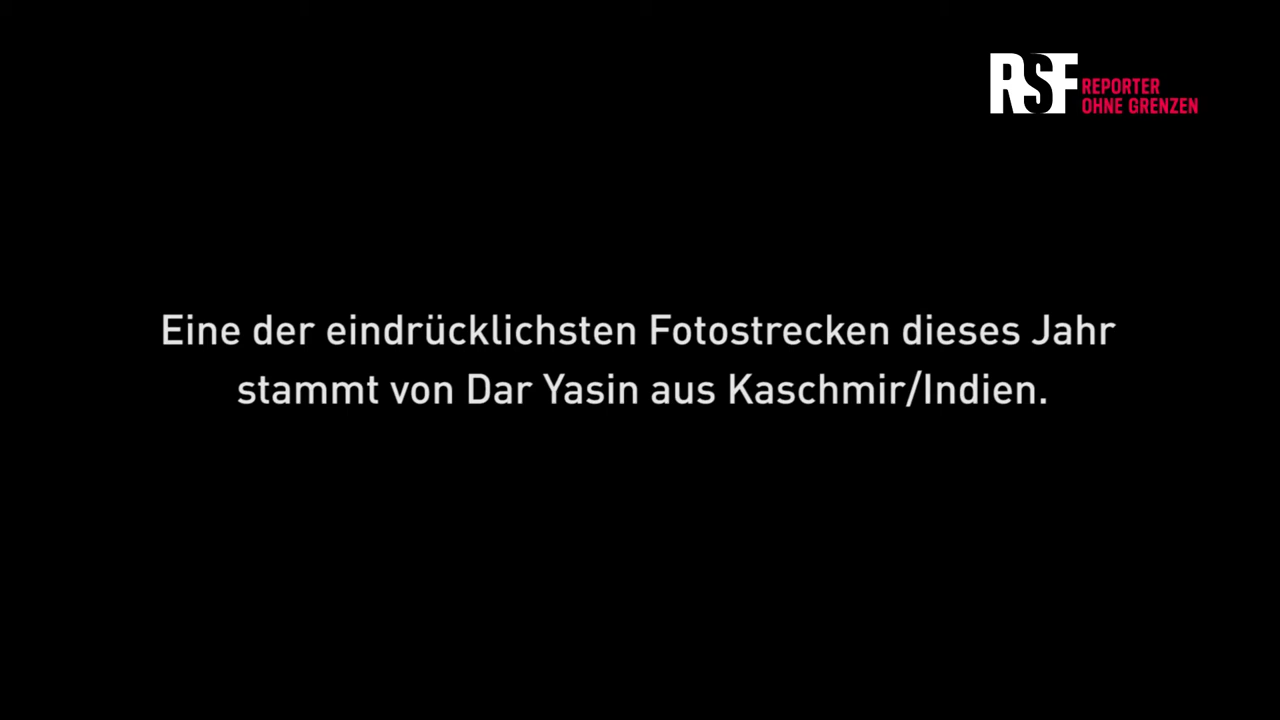 RSF REPORTER
OHNE GRENZEN
Eine der eindrücklichsten Fotostrecken dieses Jahr
stammt von Dar Yasin aus Kaschmir/Indien.